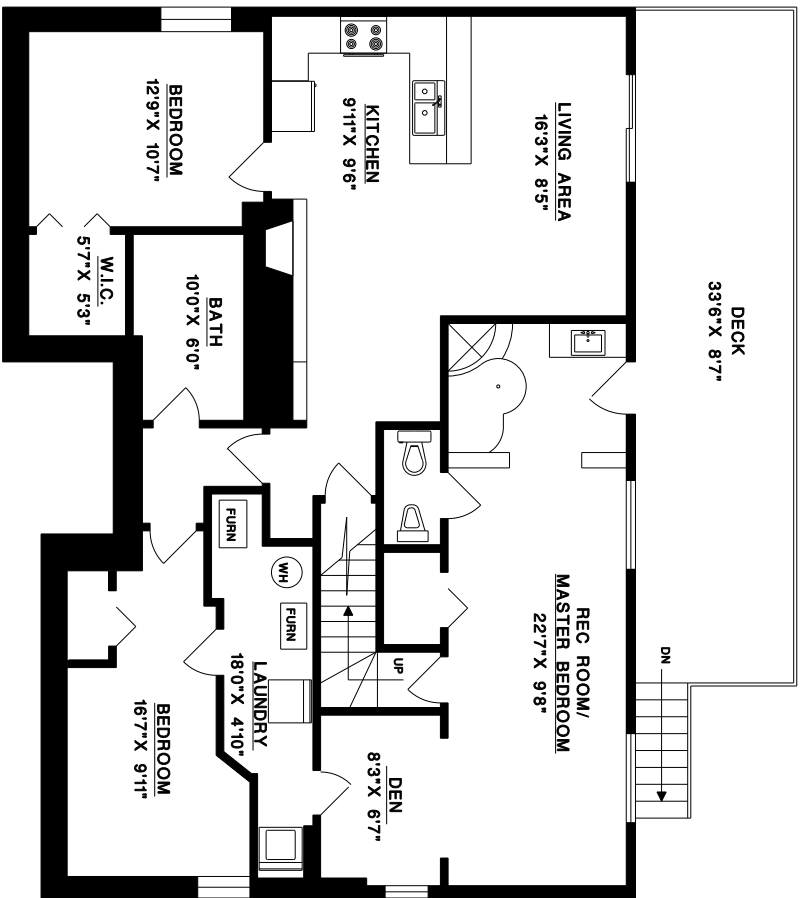 BEDROOM
12'9"X 10'7"
KITCHEN
9'11"X 9'6"
LIVING AREA
16'3"X 8'5"
W.I.C.
5'7"X 5'3"
BATH
10'0"X 6'0"
DECK
33'6"X 8'7"
FURN
WH
FURN
REC ROOM/
MASTER BEDROOM
22'7"X 9'8"
UP
DN
LAUNDRY
18'0"X 4'10"
BEDROOM
16'7"X 9'11"
DEN
8'3"X 6'7"